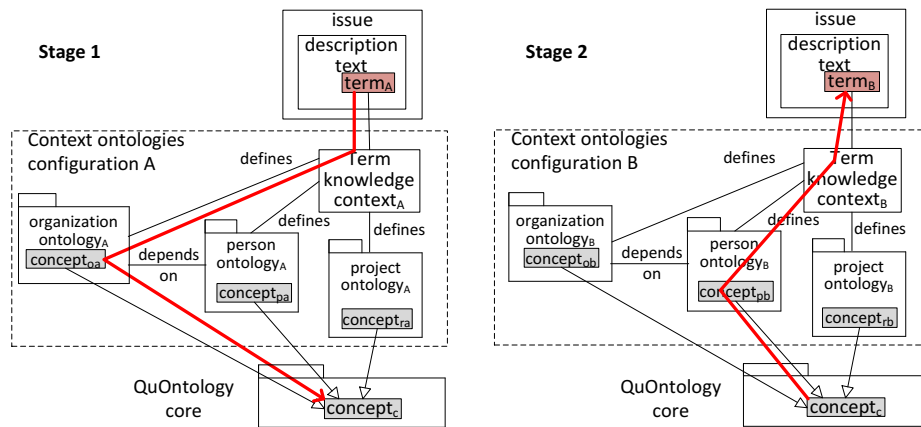 Stage 1
issue
description
text
termA
Context ontologies
configuration A
defines
Term
knowledge
contextA
organization
ontologyA
conceptoa
depends
on
defines
person
ontologyA
conceptpa
defines
project
ontologyA
conceptra
QuOntology
core
conceptc
Stage 2
issue
description
text
termB
Context ontologies
configuration B
defines
Term
knowledge
contextB
organization
ontologyB
conceptob
depends
on
defines
person
ontologyB
conceptpb
defines
project
ontologyB
conceptrb
QuOntology
core
conceptc